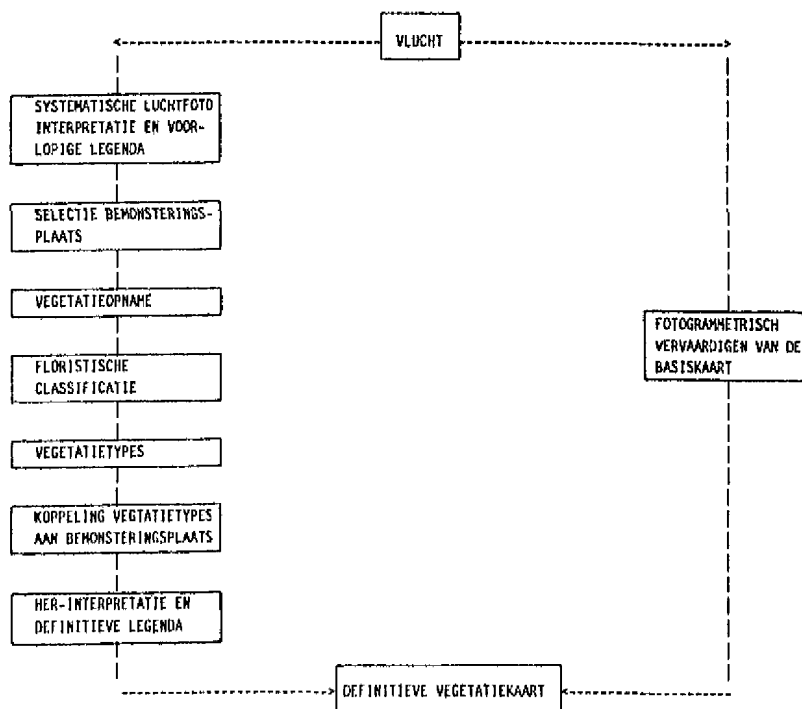 VLUCHT
SYSTEMATISCHE LUCHTFOTO
INTERPRETATIE EN VOOR-
LOPIGE LEGENDA
SELECTIE BEMONSTERINGS-
PLAATS
VEGETATIEOPNAME
FLORISTISCHE
CLASSIFICATIE
VEGETATIETYPES
KOPPELING VEGTATIETYPES
AAN BEMONSTERINGSPLAATS
HER-INTERPRETATIE EN
DEFINITIEVE LEGENDA
FOTOGRAMMETRISCH
VERVAARDIGEN VAN DE
BASISKAART
DEFINITIEVE VEGETATIEKAART